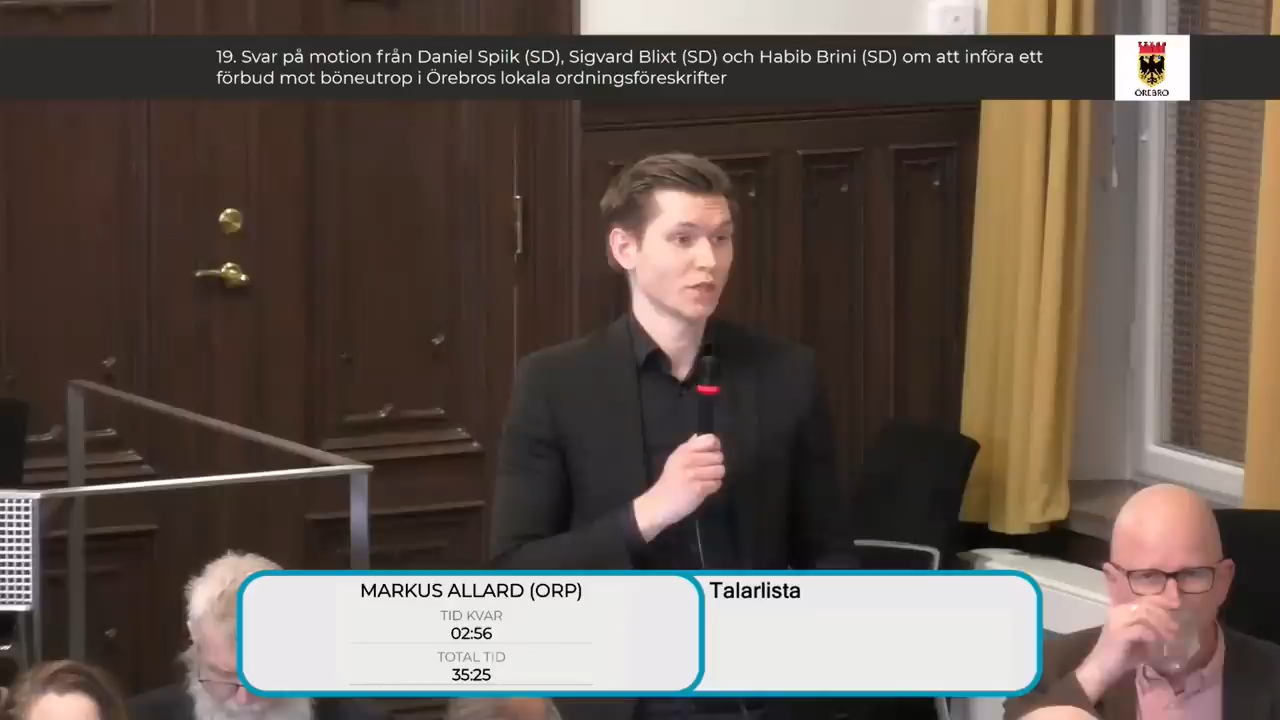 19. Svar på motion från Daniel Spiik (SD), Sigvard Blixt (SD) och Habib Brini (SD) om att införa ett
förbud mot böneutrop i Örebros lokala ordningsföreskrifter
ÖREBRO
MARKUS ALLARD (ORP)
TID KVAR
02:56
TOTAL TID
35:25
Talarlista